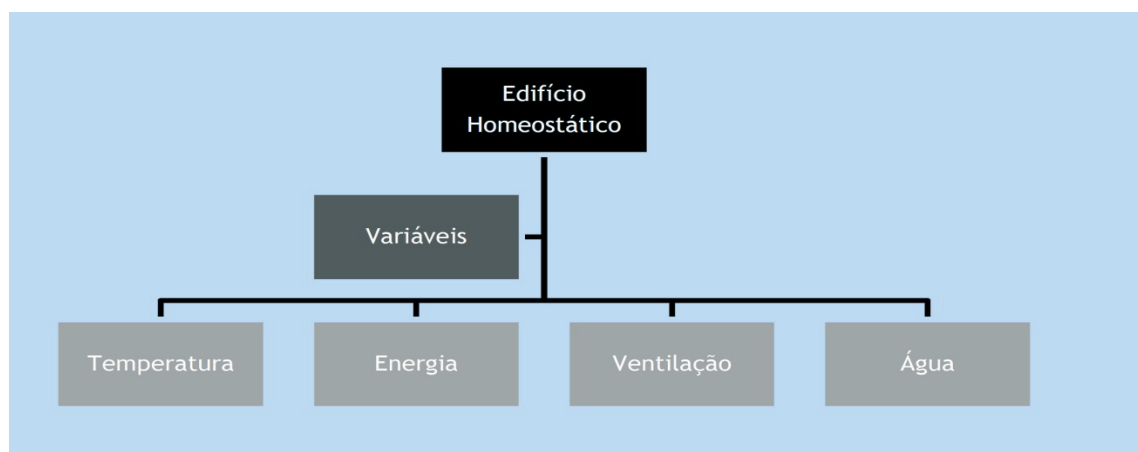 Edifício
Homeostático
Variáveis
Temperatura
Energia
Ventilação
Água